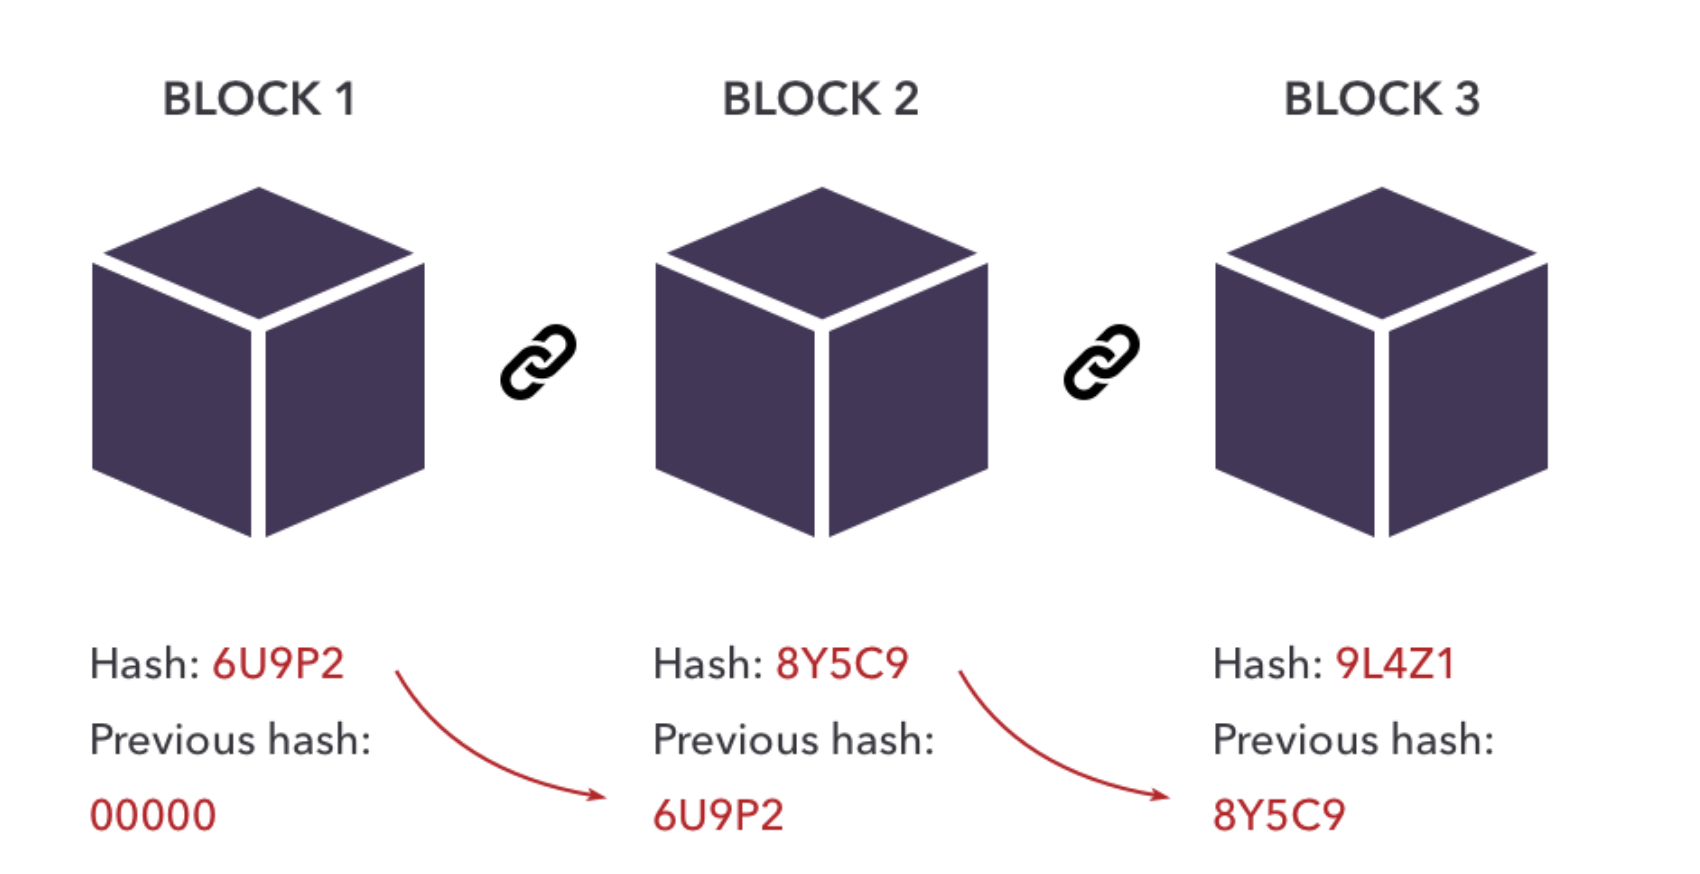 BLOCK 1
BLOCK 2
BLOCK 3
Hash: 6U9P2
Previous hash:
00000
Hash: 8Y5C9
Previous hash:
6U9P2
Hash: 9L4Z1
Previous hash:
8Y5C9